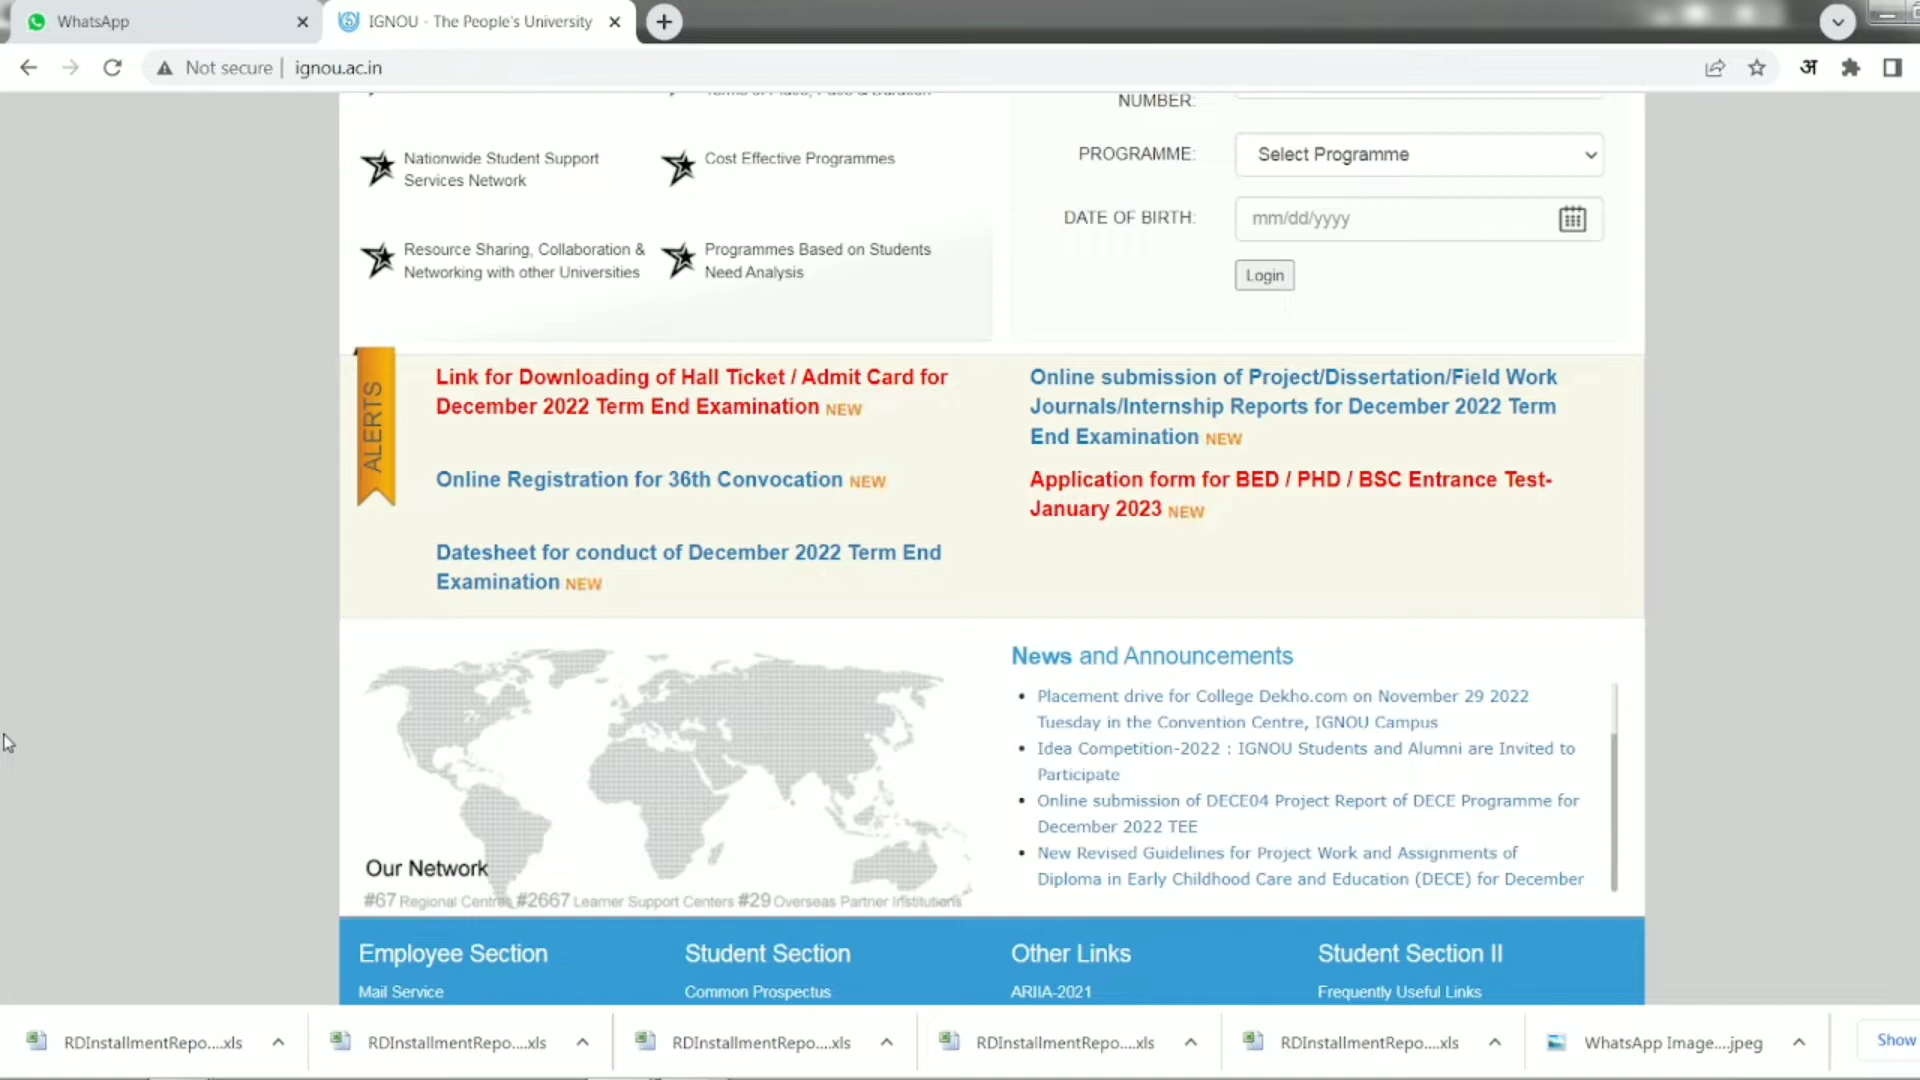 WhatsApp
IGNOU - The People's University
Not secure
ignou.ac.in
अ
NUMBER:
Nationwide Student Support
Services Network
Cost Effective Programmes
PROGRAMME:
Select Programme
DATE OF BIRTH:
mm/dd/yyyy
Resource Sharing, Collaboration &
Networking with other Universities
Programmes Based on Students
Need Analysis
Login
ALERTS
Link for Downloading of Hall Ticket / Admit Card for
December 2022 Term End Examination NEW
Online submission of Project/Dissertation/Field Work
Journals/Internship Reports for December 2022 Term
End Examination NEW
Online Registration for 36th Convocation NEW
Application form for BED / PHD / BSC Entrance Test-
January 2023 NEW
Datesheet for conduct of December 2022 Term End
Examination NEW
Our Network
#67 Regional Centres #2667 Learner Support Centers #29 Overseas Partner Institutions
News and Announcements
Placement drive for College Dekho.com on November 29 2022
Tuesday in the Convention Centre, IGNOU Campus
Idea Competition-2022 : IGNOU Students and Alumni are Invited to
Participate
Online submission of DECE04 Project Report of DECE Programme for
December 2022 TEE
New Revised Guidelines for Project Work and Assignments of
Diploma in Early Childhood Care and Education (DECE) for December
Employee Section
Student Section
Other Links
Student Section II
Mail Service
Common Prospectus
ARIIA-2021
Frequently Useful Links
RDInstallmentRepo....xls
RDInstallmentRepo....xls
RDInstallmentRepo....xls
RDInstallmentRepo....xls
RDInstallmentRepo....xls
WhatsApp Image....jpeg
Show